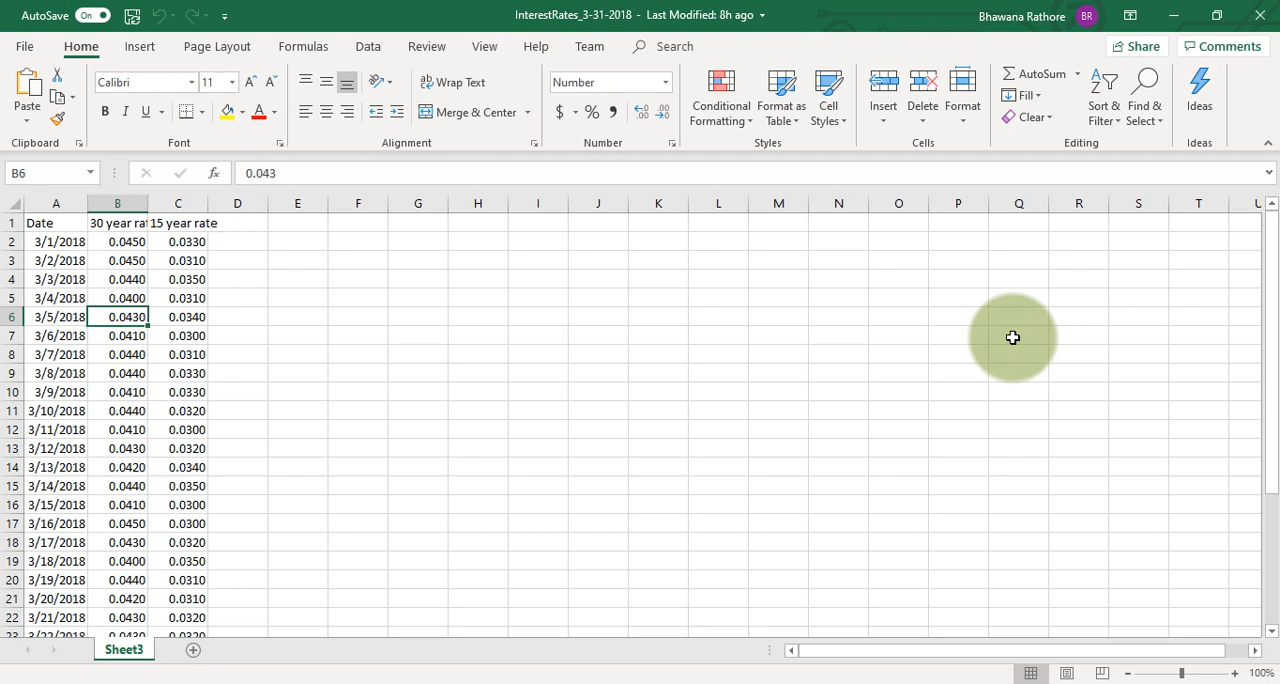 AutoSave On InterestRates_3-31-2018 - Last Modified: 8h ago Bhawana Rathore BR
File Home Insert Page Layout Formulas Data Review View Help Team Search Share Comments
Paste
Calibri 11 A A
B I U A
Wrap Text
Merge & Center
Number
$ % , .00 .0
Conditional Formatting
Format as Table
Cell Styles
Insert Delete Format
AutoSum
Fill
Clear
Sort & Filter
Find & Select
Ideas
Clipboard Font Alignment Number Styles Cells Editing Ideas
B6 fx 0.043
A B C D E F G H I J K L M N O P Q R S T U
1 Date 30 year rat 15 year rate
2 3/1/2018 0.0450 0.0330
3 3/2/2018 0.0450 0.0310
4 3/3/2018 0.0440 0.0350
5 3/4/2018 0.0400 0.0310
6 3/5/2018 0.0430 0.0340
7 3/6/2018 0.0410 0.0300
8 3/7/2018 0.0440 0.0310
9 3/8/2018 0.0440 0.0330
10 3/9/2018 0.0410 0.0330
11 3/10/2018 0.0440 0.0320
12 3/11/2018 0.0410 0.0300
13 3/12/2018 0.0430 0.0320
14 3/13/2018 0.0420 0.0340
15 3/14/2018 0.0440 0.0350
16 3/15/2018 0.0410 0.0300
17 3/16/2018 0.0450 0.0300
18 3/17/2018 0.0430 0.0320
19 3/18/2018 0.0400 0.0350
20 3/19/2018 0.0440 0.0310
21 3/20/2018 0.0420 0.0310
22 3/21/2018 0.0430 0.0320
23 3/22/2018 0.0430 0.0320
Sheet3
100%